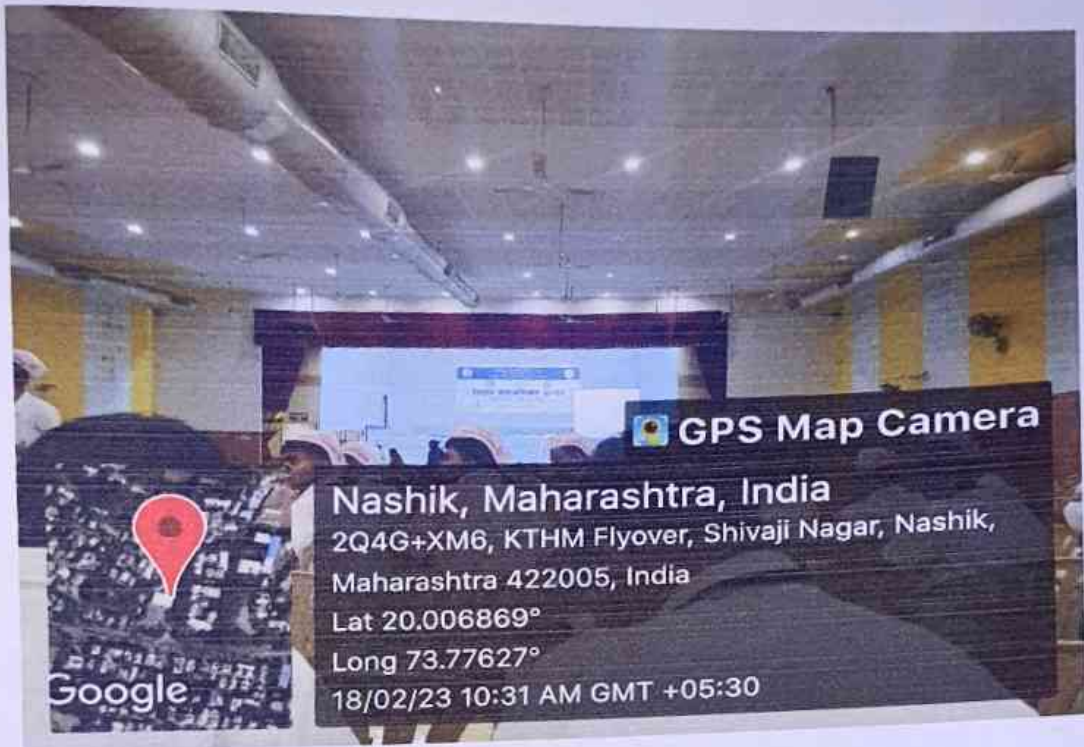 GPS Map Camera
Nashik, Maharashtra, India
2Q4G+XM6, KTHM Flyover, Shivaji Nagar, Nashik,
Maharashtra 422005, India
Lat 20.006869°
Long 73.77627°
18/02/23 10:31 AM GMT +05:30
Google